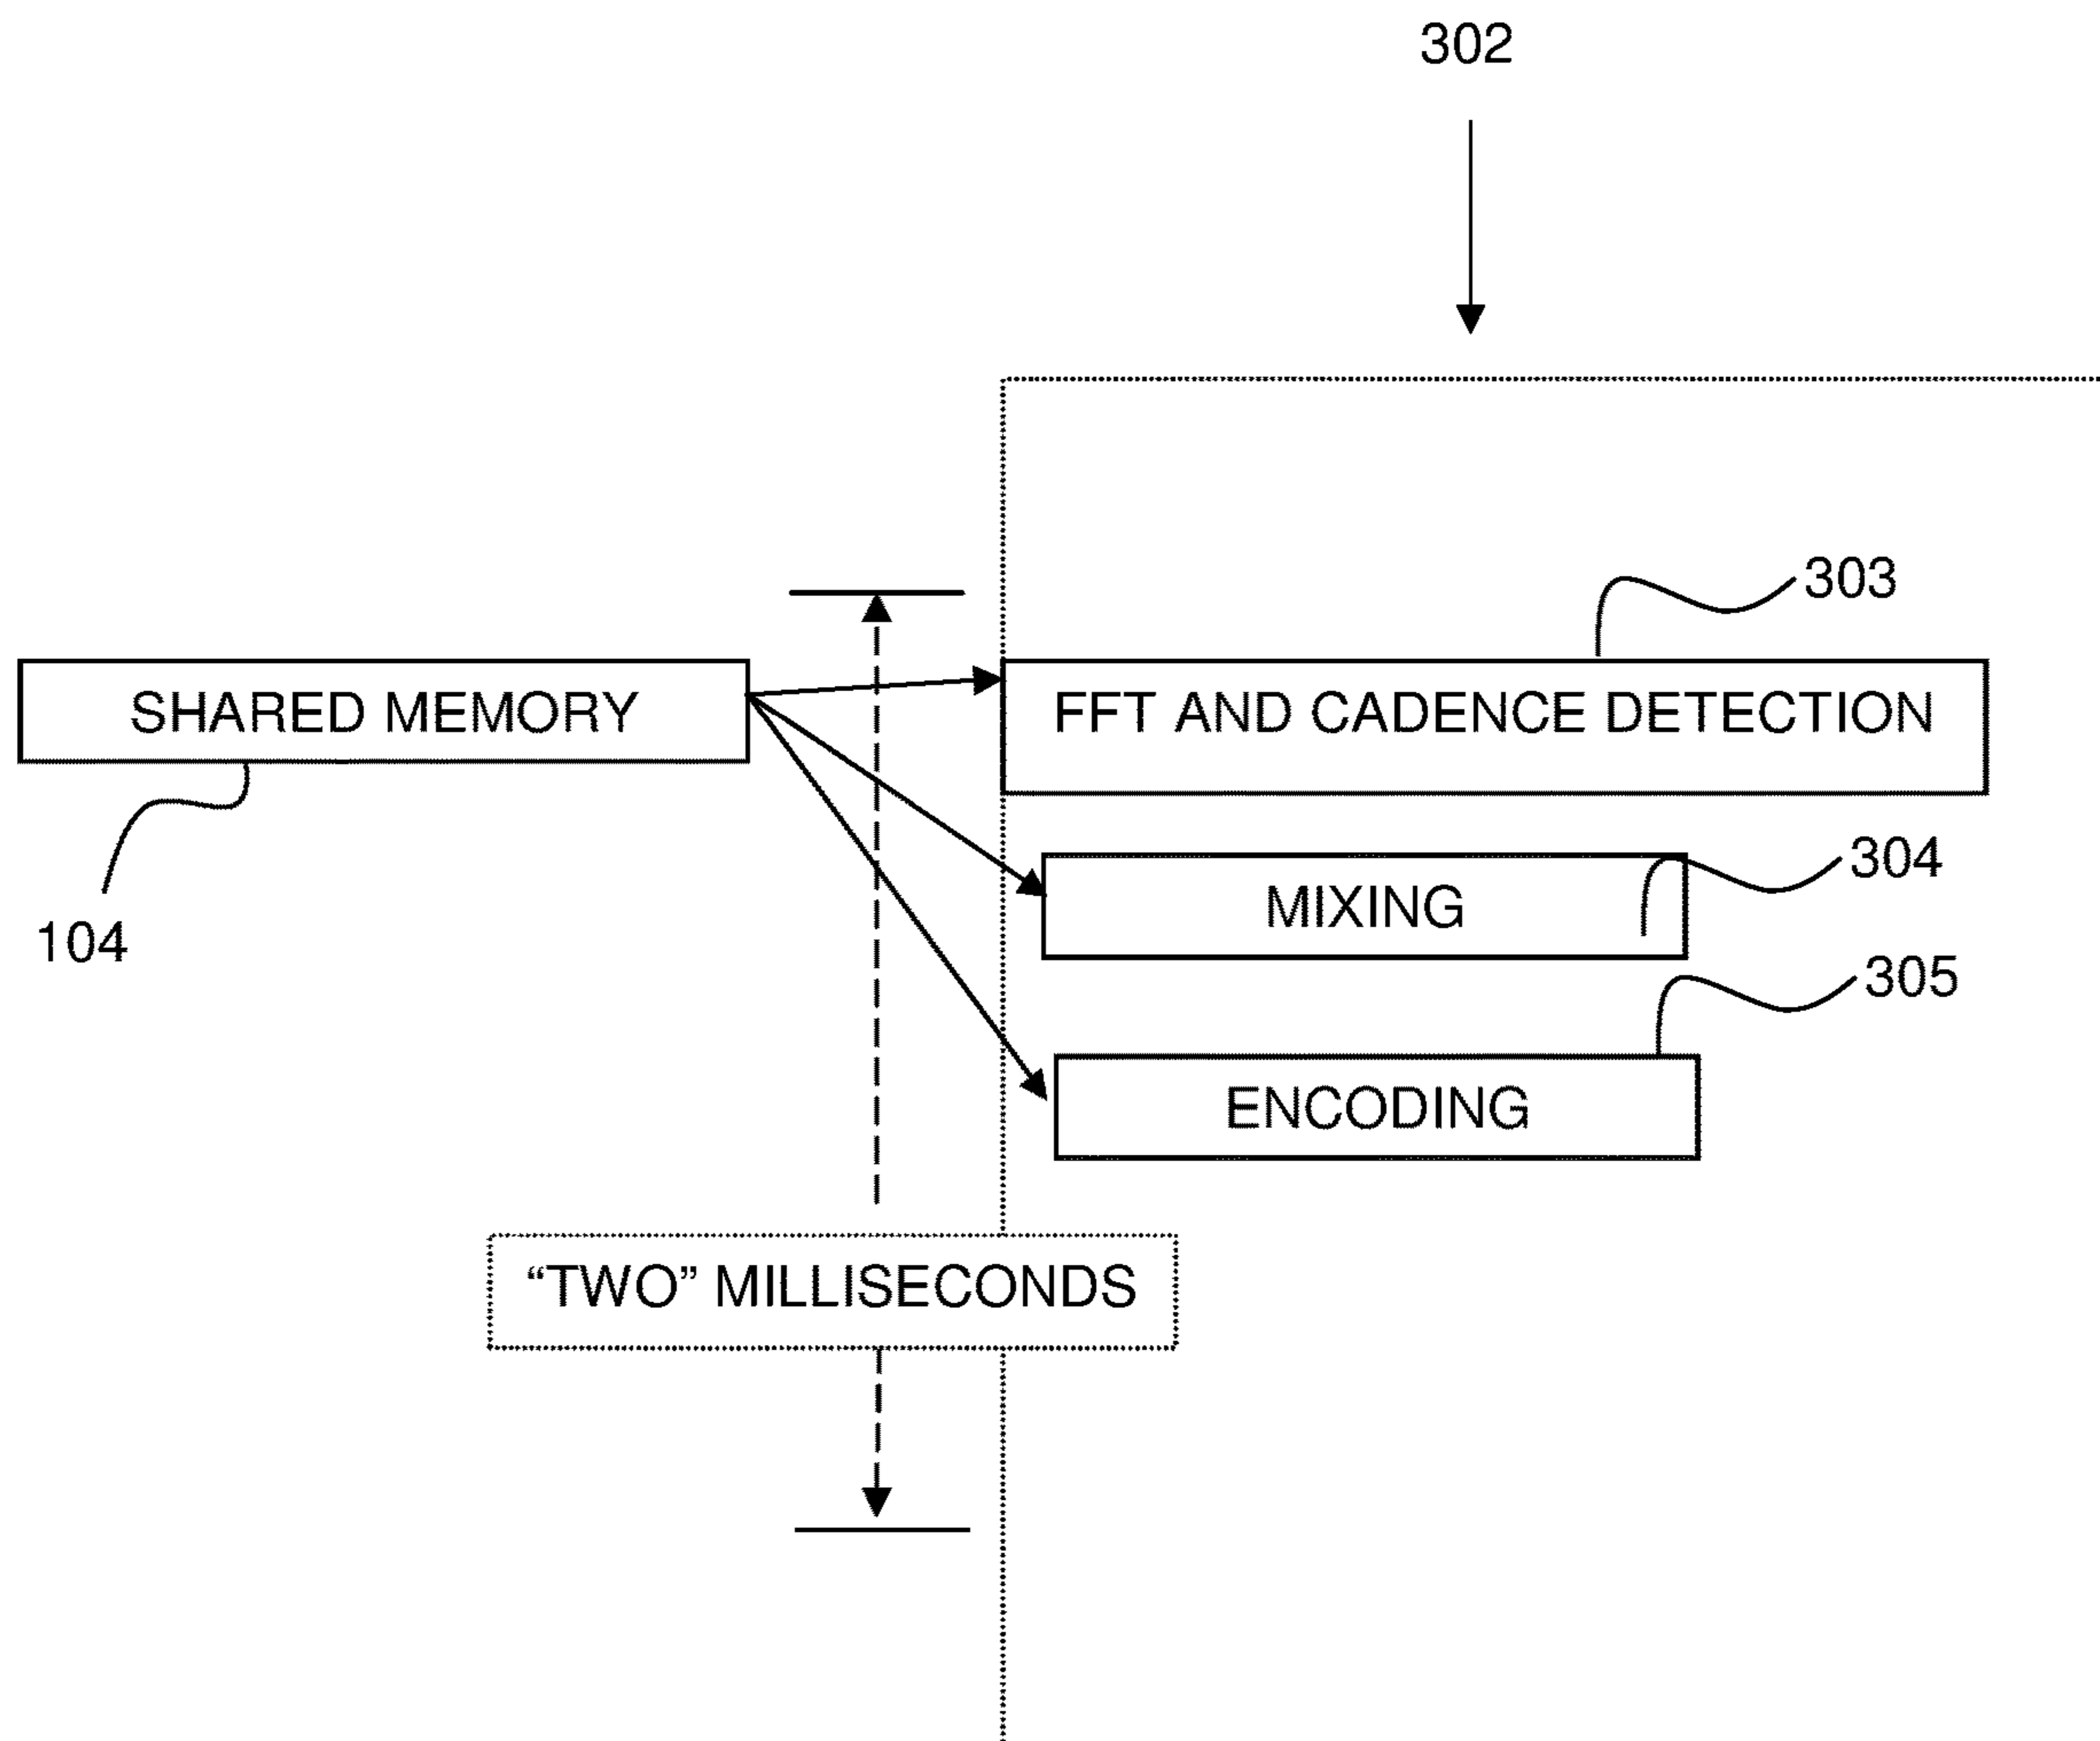 302
303
SHARED MEMORY
FFT AND CADENCE DETECTION
304
MIXING
104
305
ENCODING
“TWO” MILLISECONDS